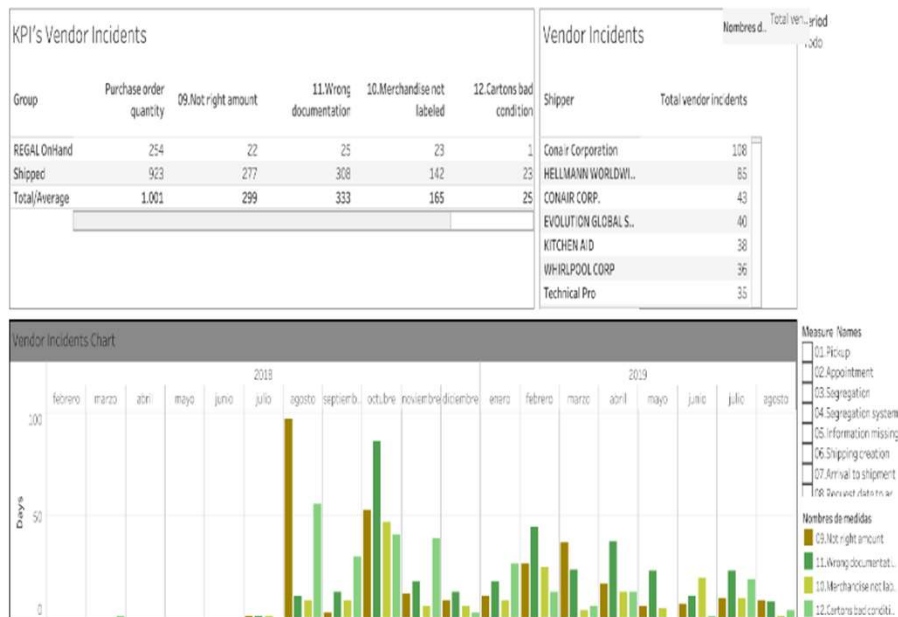 KPI's Vendor Incidents
Group Purchase order quantity 09.Not right amount 11.Wrong documentation 10.Merchandise not labeled 12.Cartons bad condition
REGAL OnHand 254 22 25 23 1
Shipped 923 277 308 142 23
Total/Average 1.001 299 333 165 25
Vendor Incidents
Nombres d.. Total ven..
Shipper Total vendor incidents
Conair Corporation 108
HELLMANN WORLDWI.. 85
CONAIR CORP. 43
EVOLUTION GLOBAL S.. 40
KITCHEN AID 38
WHIRLPOOL CORP 36
Technical Pro 35
Vendor Incidents Chart
2018 2019
febrero marzo abril mayo junio julio agosto septiemb.. octubre noviembre diciembre enero febrero marzo abril mayo junio julio agosto
100
50
0
Days
Measure Names
01.Pickup
02.Appointment
03.Segregation
04.Segregation system
05.Information missing
06.Shipping creation
07.Arrival to shipment
Nombres de medidas
09.Not right amount
11.Wrong documentati..
10.Merchandise not lab..
12.Cartons bad conditi..